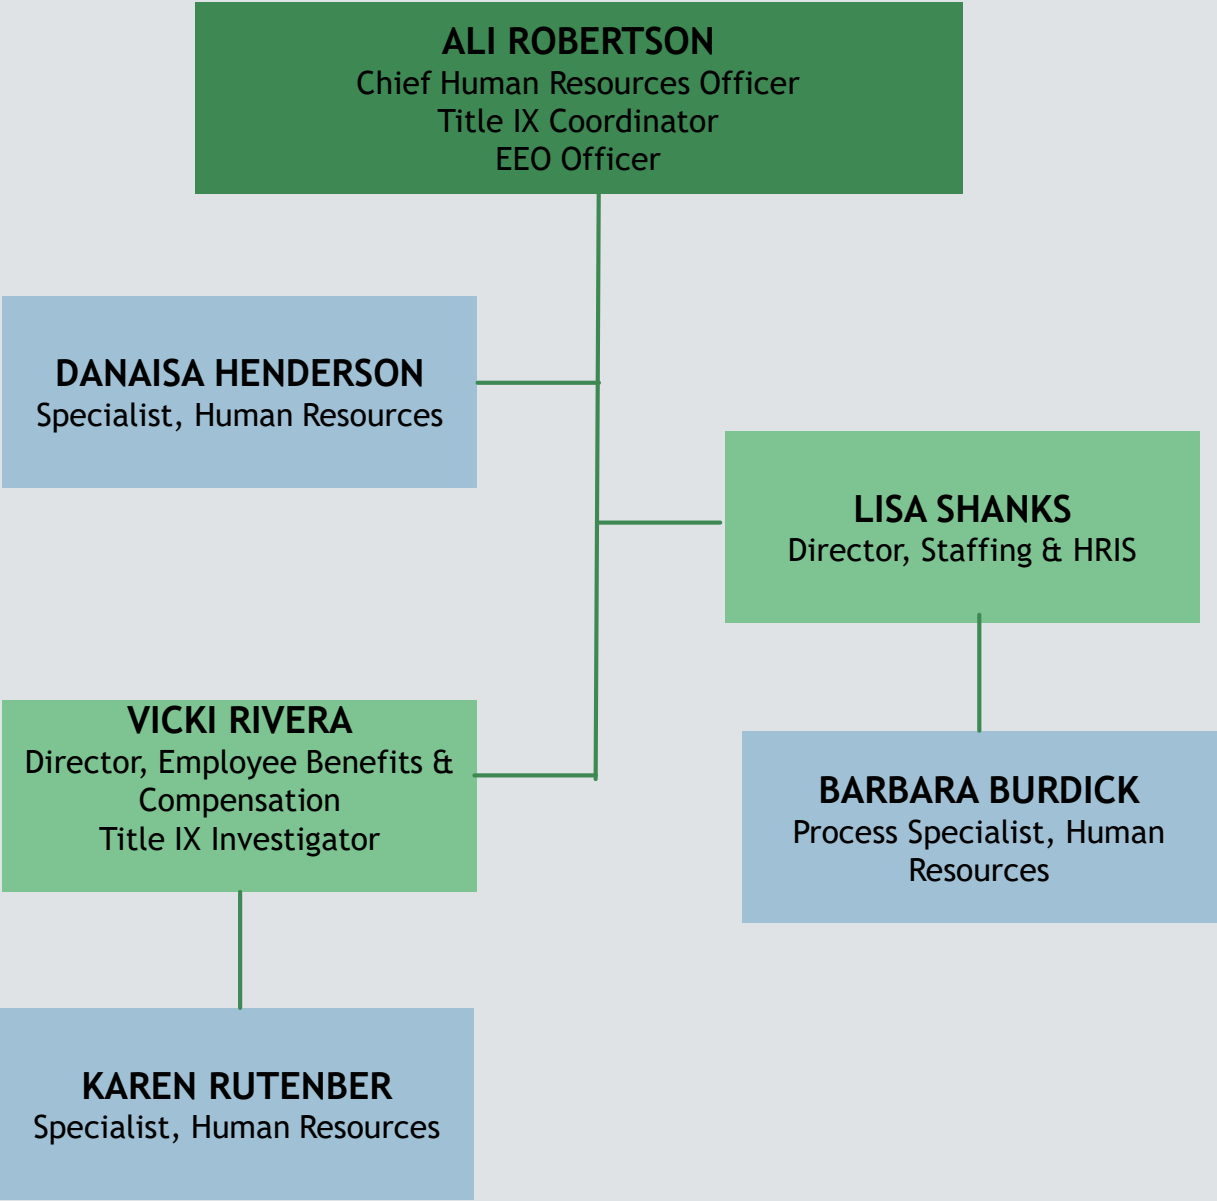 ALI ROBERTSON
Chief Human Resources Officer
Title IX Coordinator
EEO Officer
DANAISA HENDERSON
Specialist, Human Resources
LISA SHANKS
Director, Staffing & HRIS
VICKI RIVERA
Director, Employee Benefits &
Compensation
Title IX Investigator
BARBARA BURDICK
Process Specialist, Human
Resources
KAREN RUTENBER
Specialist, Human Resources